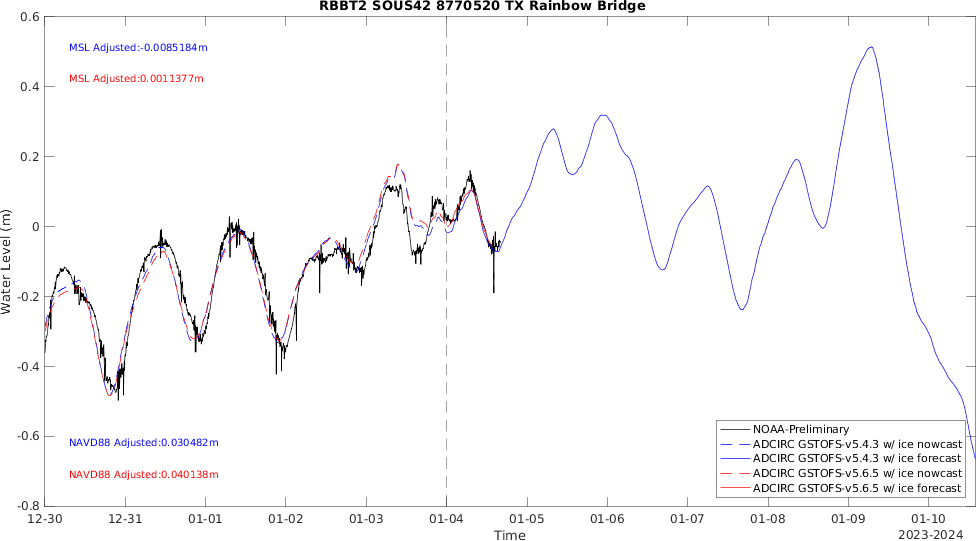 RBBT2 SOUS42 8770520 TX Rainbow Bridge
0.6
MSL Adjusted:-0.0085184m
MSL Adjusted:0.0011377m
0.4
0.2
0
Water Level (m)
-0.2
-0.4
-0.6
-0.8
NAVD88 Adjusted:0.030482m
NAVD88 Adjusted:0.040138m
NOAA-Preliminary
ADCIRC GSTOFS-v5.4.3 w/ ice nowcast
ADCIRC GSTOFS-v5.4.3 w/ ice forecast
ADCIRC GSTOFS-v5.6.5 w/ ice nowcast
ADCIRC GSTOFS-v5.6.5 w/ ice forecast
12-30 12-31 01-01 01-02 01-03 01-04 01-05 01-06 01-07 01-08 01-09 01-10
Time
2023-2024